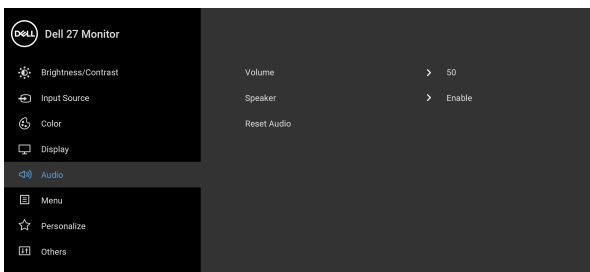 DELL Dell 27 Monitor
Brightness/Contrast
Input Source
Color
Display
Audio
Menu
Personalize
Others
Volume > 50
Speaker > Enable
Reset Audio